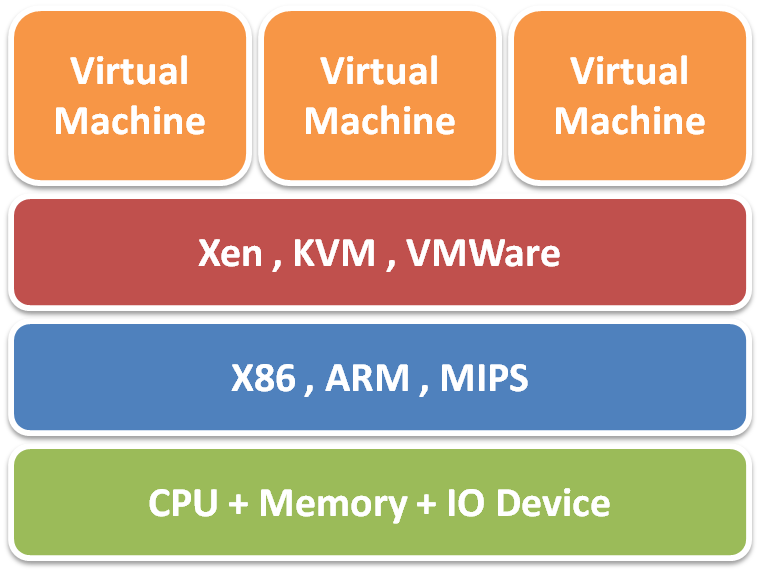 Virtual
Machine
Virtual
Machine
Virtual
Machine
Xen , KVM , VMWare
X86 , ARM , MIPS
CPU + Memory + IO Device